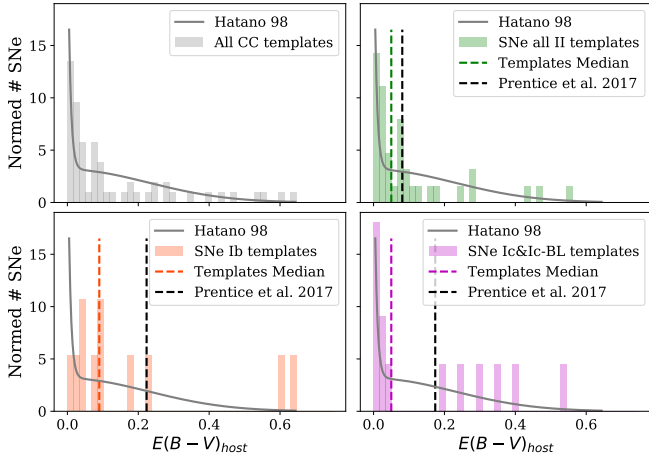 Hatano 98
All CC templates
Normed # SNe
15
10
5
0
Hatano 98
SNe all II templates
Templates Median
Prentice et al. 2017
Hatano 98
SNe Ib templates
Templates Median
Prentice et al. 2017
Normed # SNe
15
10
5
0
0.0 0.2 0.4 0.6
E(B − V)host
Hatano 98
SNe Ic&Ic-BL templates
Templates Median
Prentice et al. 2017
0.0 0.2 0.4 0.6
E(B − V)host